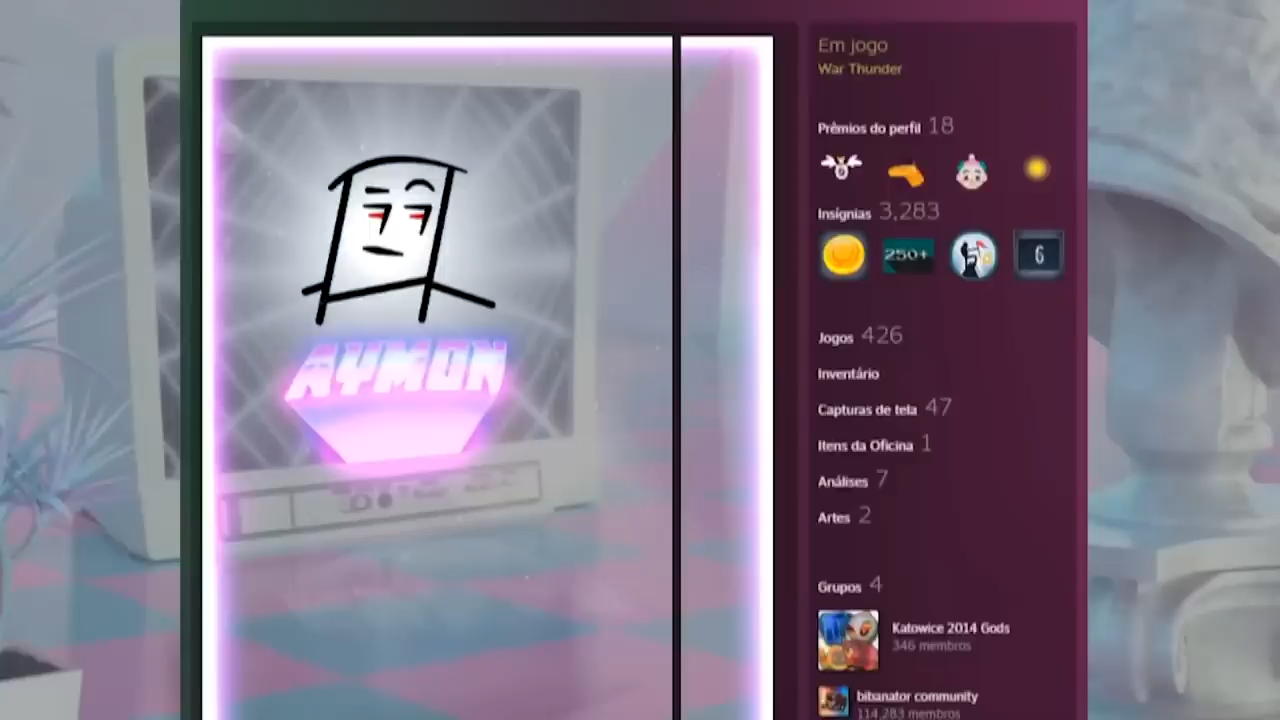 AYMON
Em jogo
War Thunder
Prêmios do perfil 18
Insígnias 3,283
250+
6
Jogos 426
Inventário
Capturas de tela 47
Itens da Oficina 1
Análises 7
Artes 2
Grupos 4
Katowice 2014 Gods
346 membros
bibanator community
114,283 membros